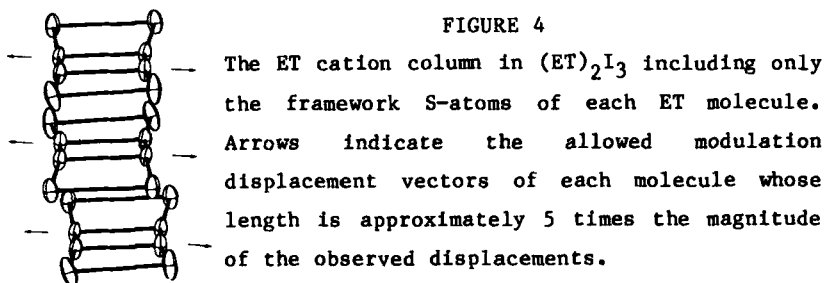 FIGURE 4
The ET cation column in (ET)₂I₃ including only
the framework S-atoms of each ET molecule.
Arrows indicate the allowed modulation
displacement vectors of each molecule whose
length is approximately 5 times the magnitude
of the observed displacements.